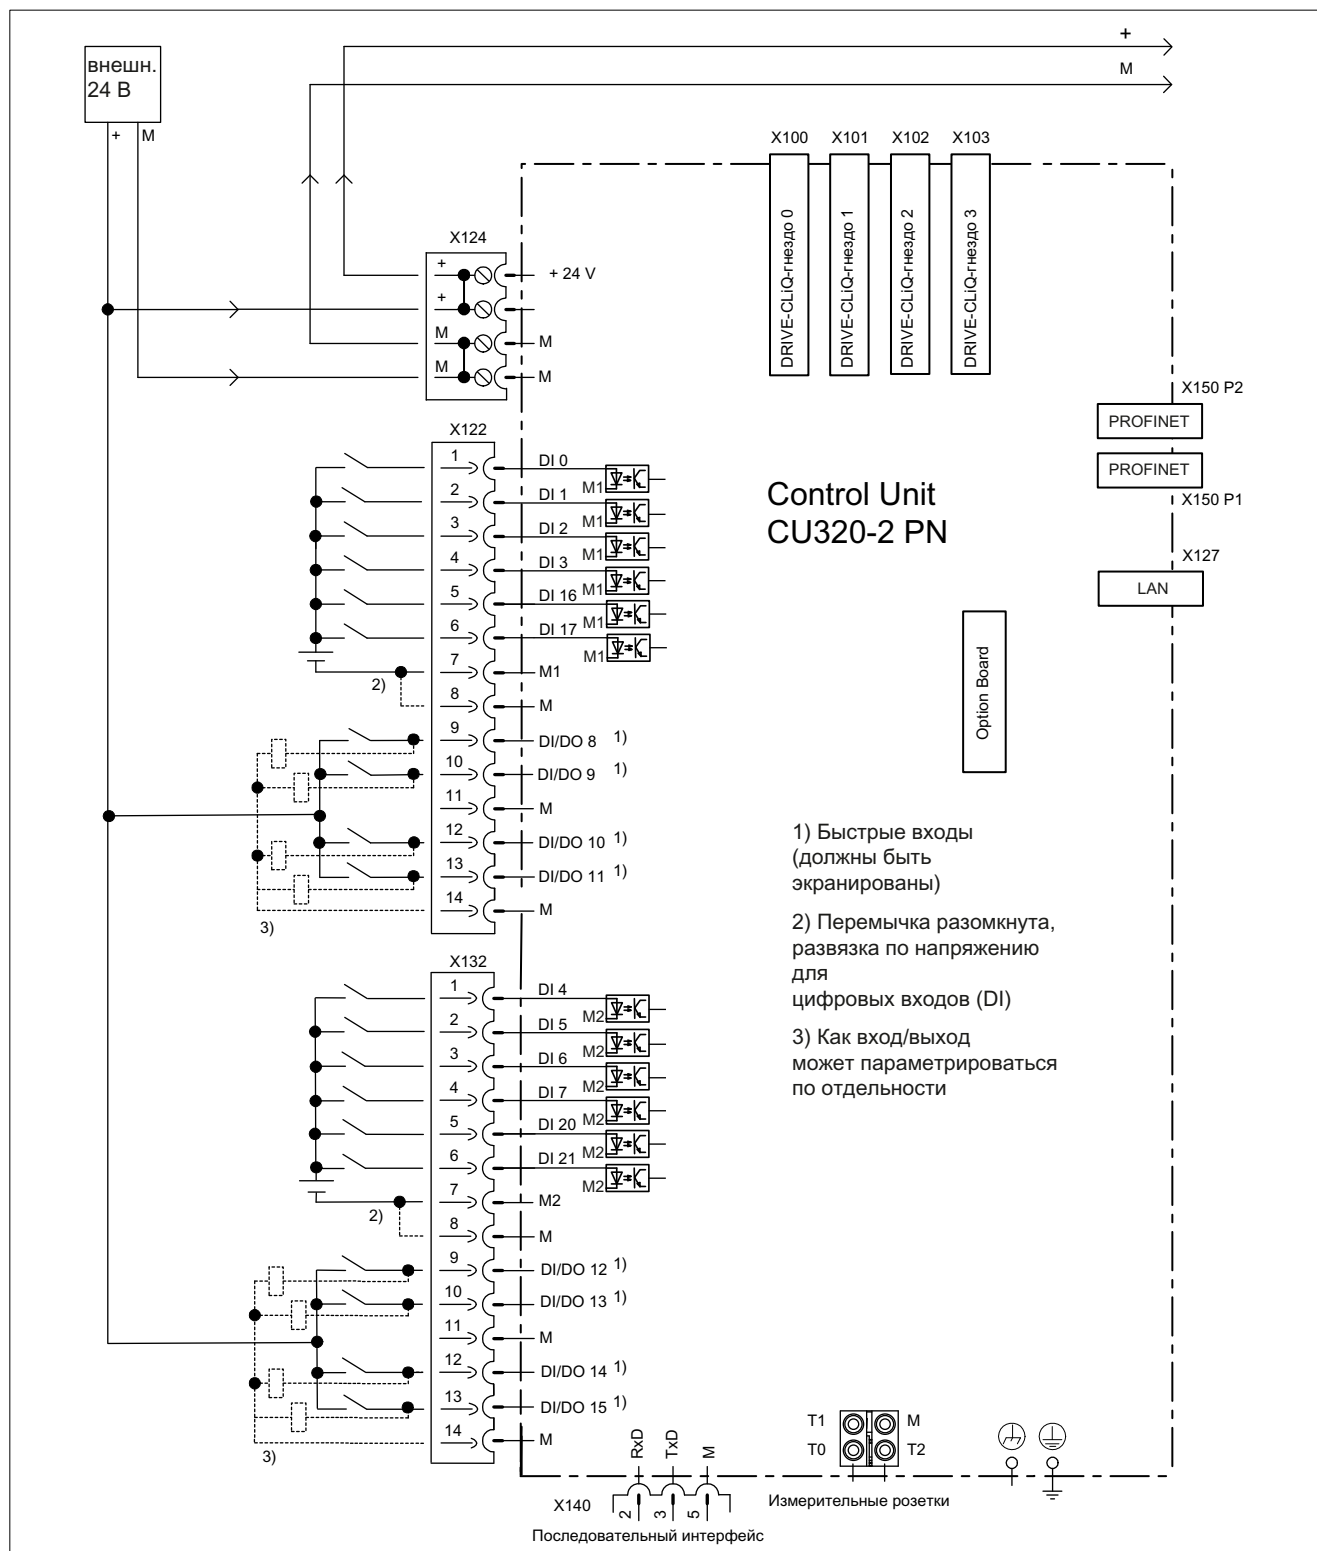 +
M
внешн.
24 В
+ M
X100 X101 X102 X103
DRIVE-CLiQ-гнездо 0
DRIVE-CLiQ-гнездо 1
DRIVE-CLiQ-гнездо 2
DRIVE-CLiQ-гнездо 3
X124
+ + 24 V
+
M M
M M
X150 P2
PROFINET
PROFINET
X150 P1
X127
LAN
Control Unit
CU320-2 PN
Option Board
X122
1 DI 0
M1
2 DI 1
M1
3 DI 2
M1
4 DI 3
M1
5 DI 16
M1
6 DI 17
M1
7 M1
2)
8 M
9 DI/DO 8 1)
10 DI/DO 9 1)
11 M
12 DI/DO 10 1)
13 DI/DO 11 1)
14 M
3)
1) Быстрые входы
(должны быть
экранированы)
2) Перемычка разомкнута,
развязка по напряжению
для
цифровых входов (DI)
3) Как вход/выход
может параметрироваться
по отдельности
X132
1 DI 4
M2
2 DI 5
M2
3 DI 6
M2
4 DI 7
M2
5 DI 20
M2
6 DI 21
M2
7 M2
2)
8 M
9 DI/DO 12 1)
10 DI/DO 13 1)
11 M
12 DI/DO 14 1)
13 DI/DO 15 1)
14 M
3)
RxD TxD M
X140 2 3 5
Последовательный интерфейс
T1 M
T0 T2
Измерительные розетки